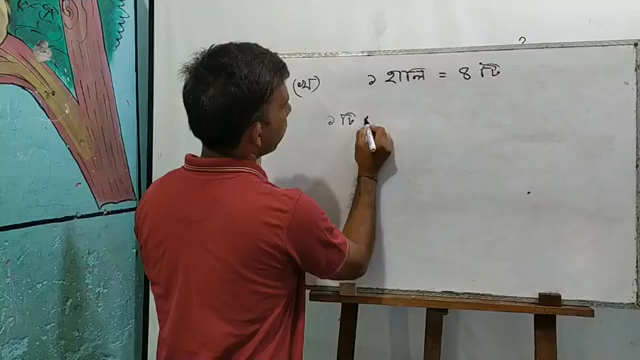 (খ) ১ হালি = ৪ টি
১ টি